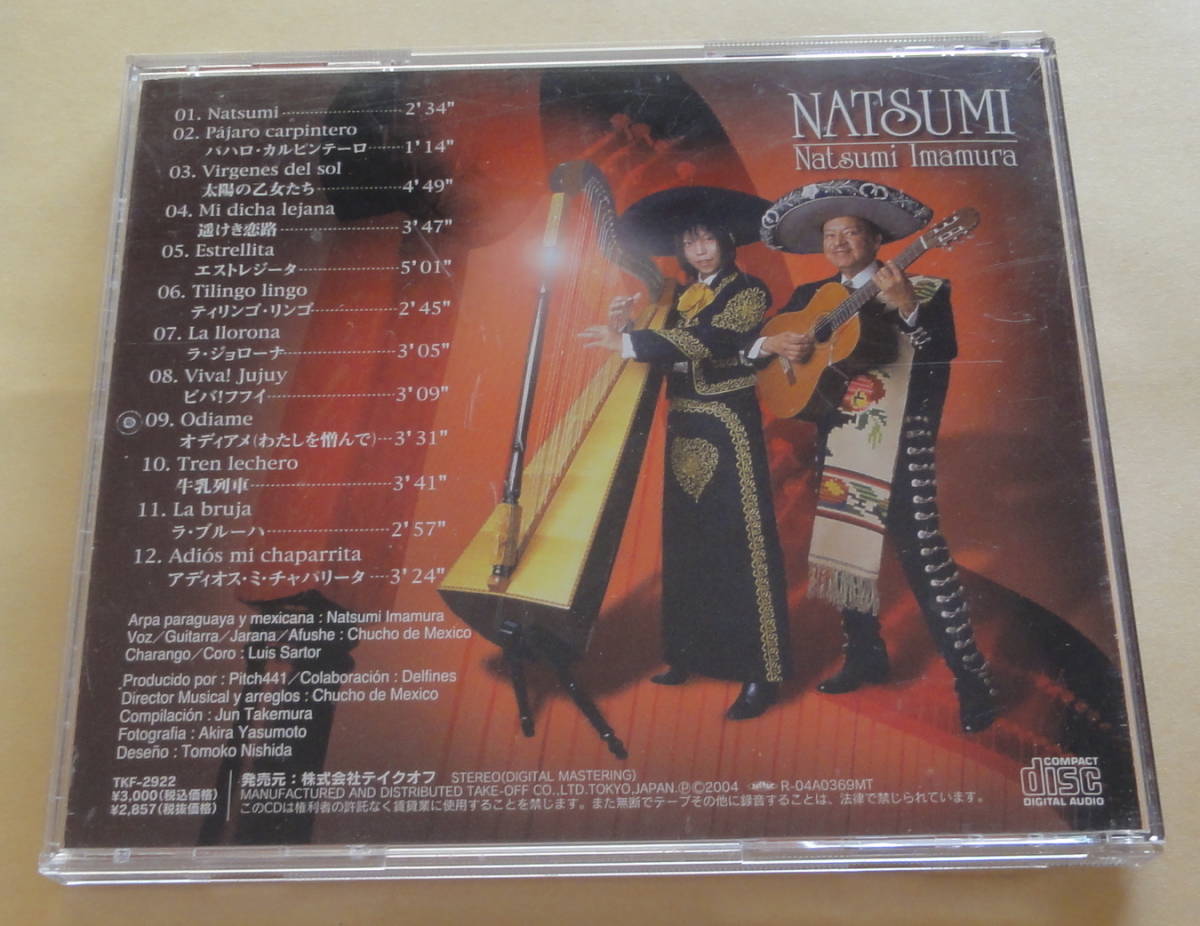 01. Natsumi 2'34"
02. Pájaro carpintero
パハロ・カルピンテーロ 1'14"
03. Virgenes del sol
太陽の乙女たち 4'49"
04. Mi dicha lejana
遥けき恋路 3'47"
05. Estrellita
エストレジータ 5'01"
06. Tilingo lingo
ティリンゴ・リンゴ 2'45"
07. La llorona
ラ・ジョローナ 3'05"
08. Viva! Jujuy
ビバ!フフイ 3'09"
09. Odiame
オディアメ(わたしを憎んで) 3'31"
10. Tren lechero
牛乳列車 3'41"
11. La bruja
ラ・ブルーハ 2'57"
12. Adiós mi chaparrita
アディオス・ミ・チャパリータ 3'24"
Arpa paraguaya y mexicana : Natsumi Imamura
Voz／Guitarra／Jarana／Afushe : Chucho de Mexico
Charango／Coro : Luis Sartor
Producido por : Pitch441／Colaboración : Delfines
Director Musical y arreglos : Chucho de Mexico
Compilación : Jun Takemura
Fotografia : Akira Yasumoto
Deseño : Tomoko Nishida
NATSUMI
Natsumi Imamura
TKF-2922
¥3,000(税込価格)
¥2,857(税抜価格)
発売元：株式会社テイクオフ STEREO(DIGITAL MASTERING)
MANUFACTURED AND DISTRIBUTED TAKE-OFF CO.,LTD.TOKYO,JAPAN.ⓅⒸ2004 R-04A0369MT
このCDは権利者の許諾なく賃貸業に使用することを禁じます。また無断でテープその他に録音することは、法律で禁じられています。
COMPACT
disc
DIGITAL AUDIO